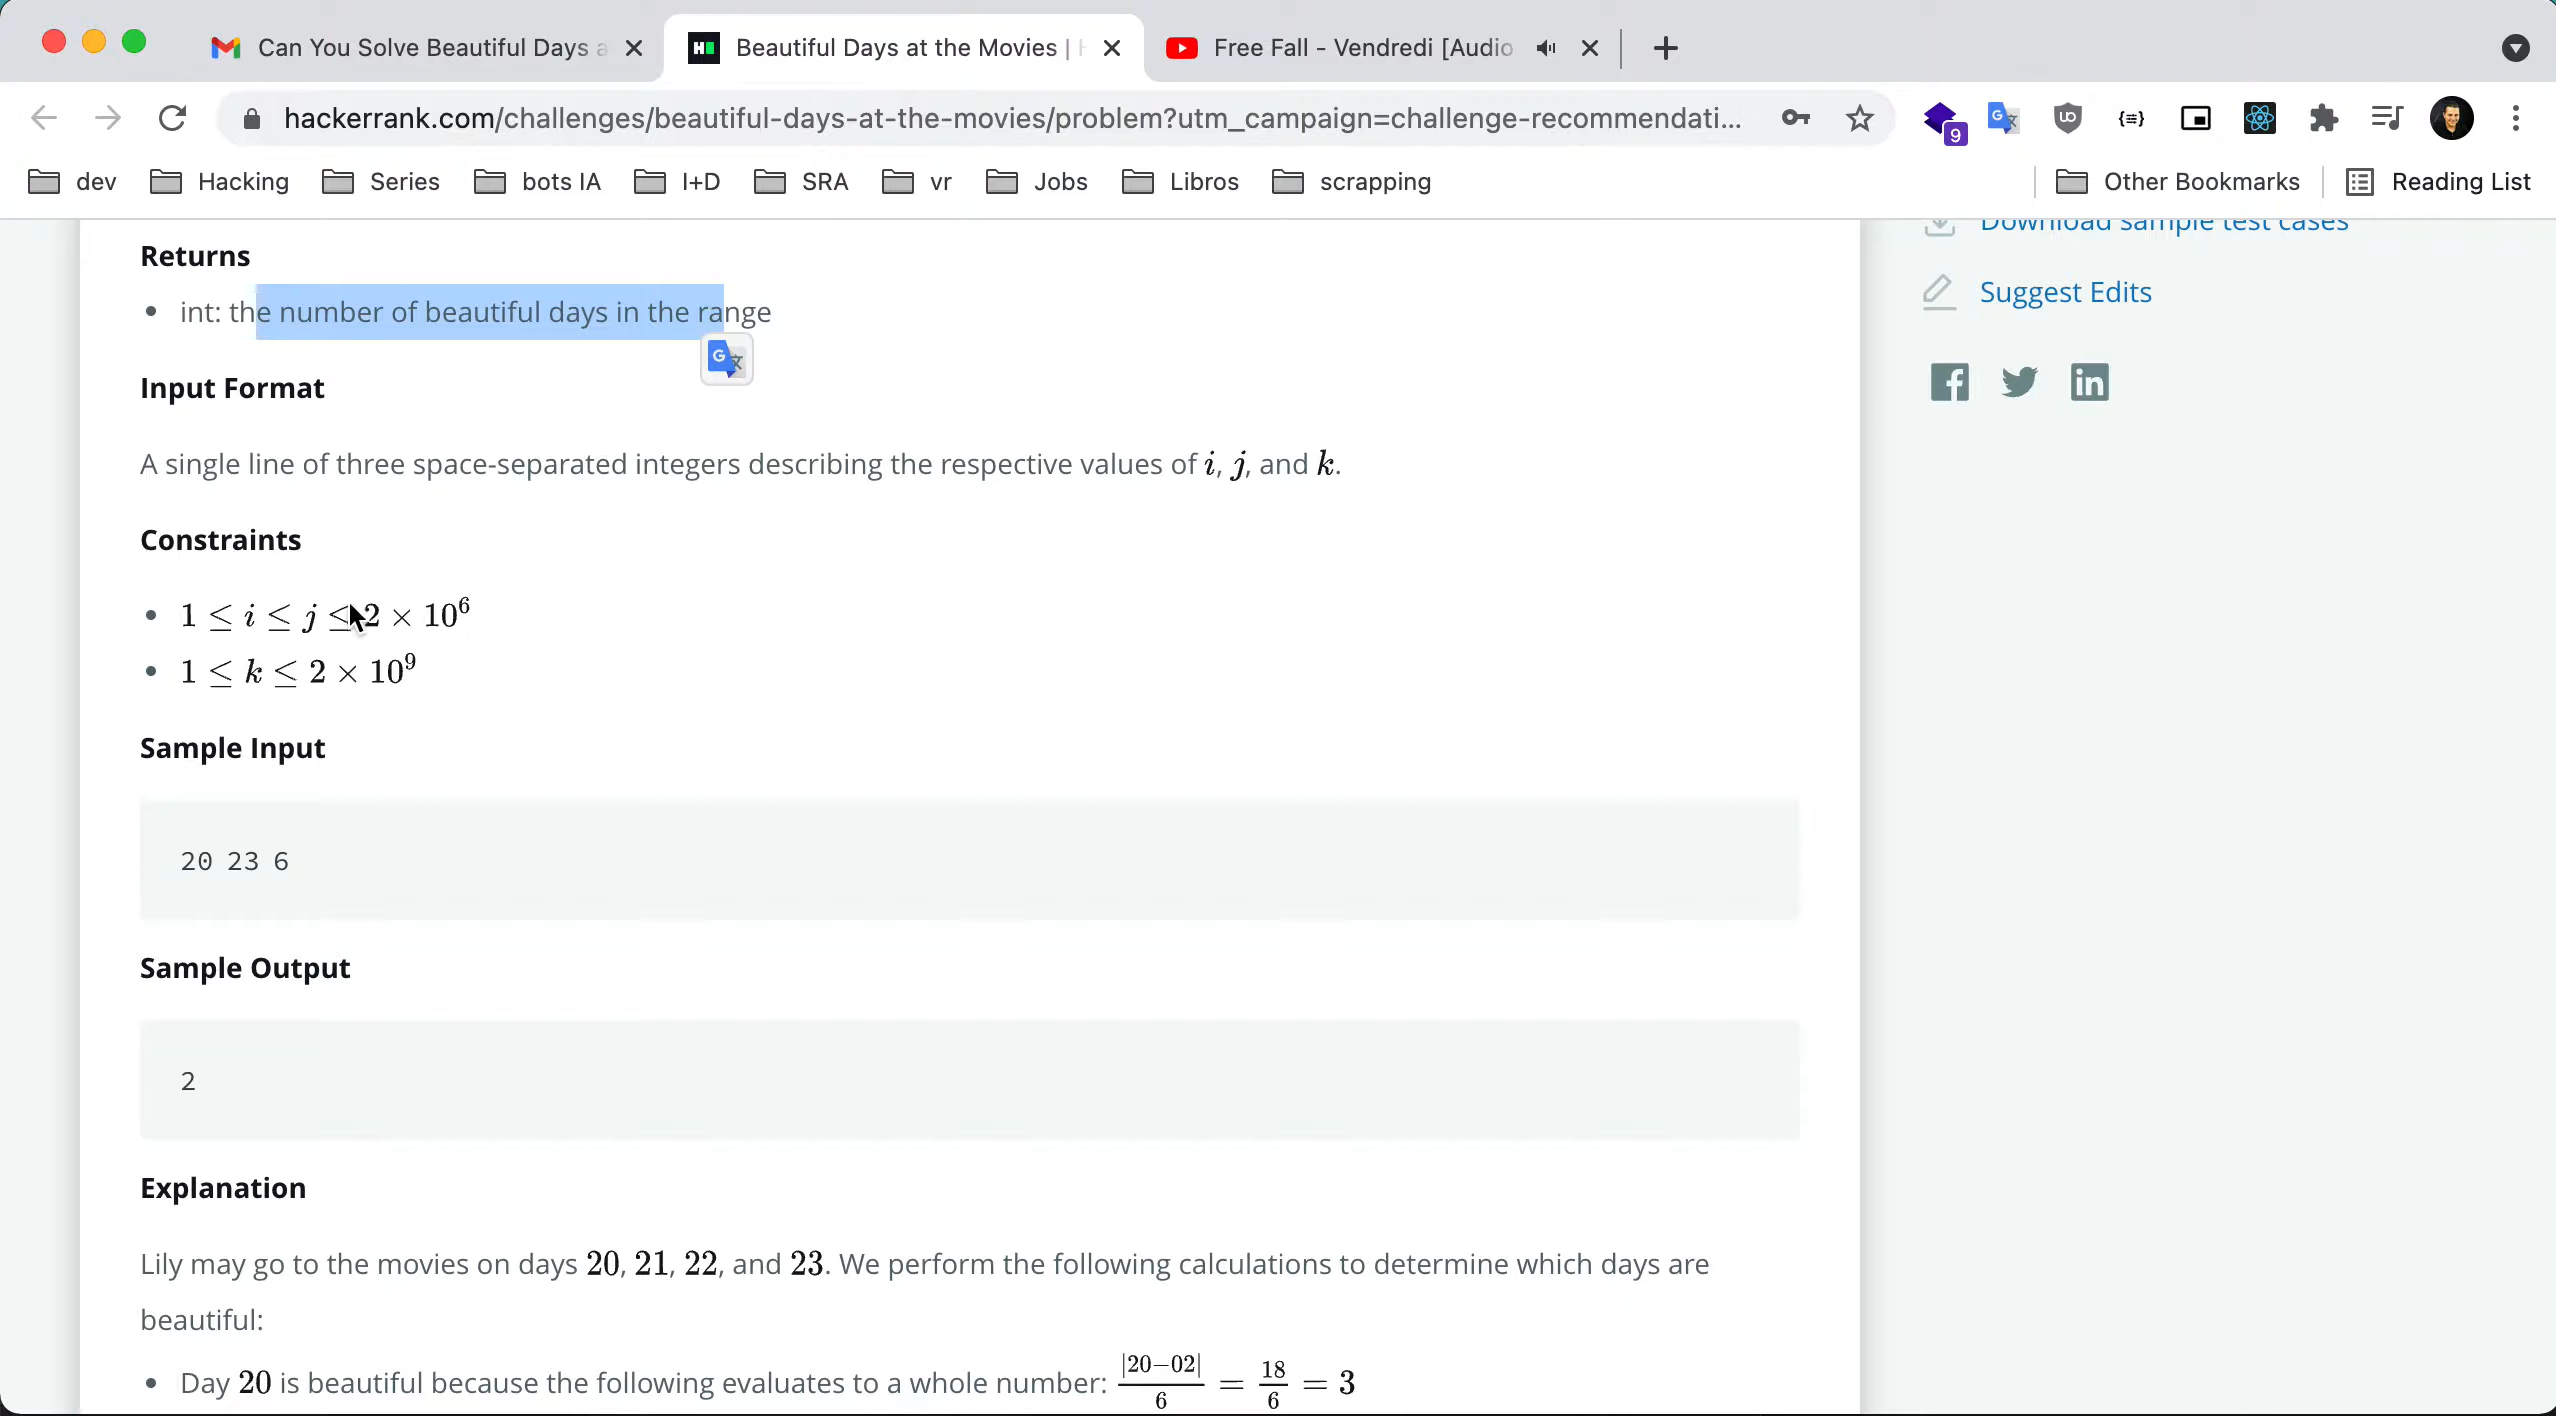 Can You Solve Beautiful Days a
Beautiful Days at the Movies |
Free Fall - Vendredi [Audio
hackerrank.com/challenges/beautiful-days-at-the-movies/problem?utm_campaign=challenge-recommendati...
9
dev
Hacking
Series
bots IA
I+D
SRA
vr
Jobs
Libros
scrapping
Other Bookmarks
Reading List
Download sample test cases
Suggest Edits
Returns
• int: the number of beautiful days in the range
Input Format
A single line of three space-separated integers describing the respective values of i, j, and k.
Constraints
• 1 ≤ i ≤ j ≤ 2 × 10⁶
• 1 ≤ k ≤ 2 × 10⁹
Sample Input
20 23 6
Sample Output
2
Explanation
Lily may go to the movies on days 20, 21, 22, and 23. We perform the following calculations to determine which days are
beautiful:
• Day 20 is beautiful because the following evaluates to a whole number: |20−02|/6 = 18/6 = 3